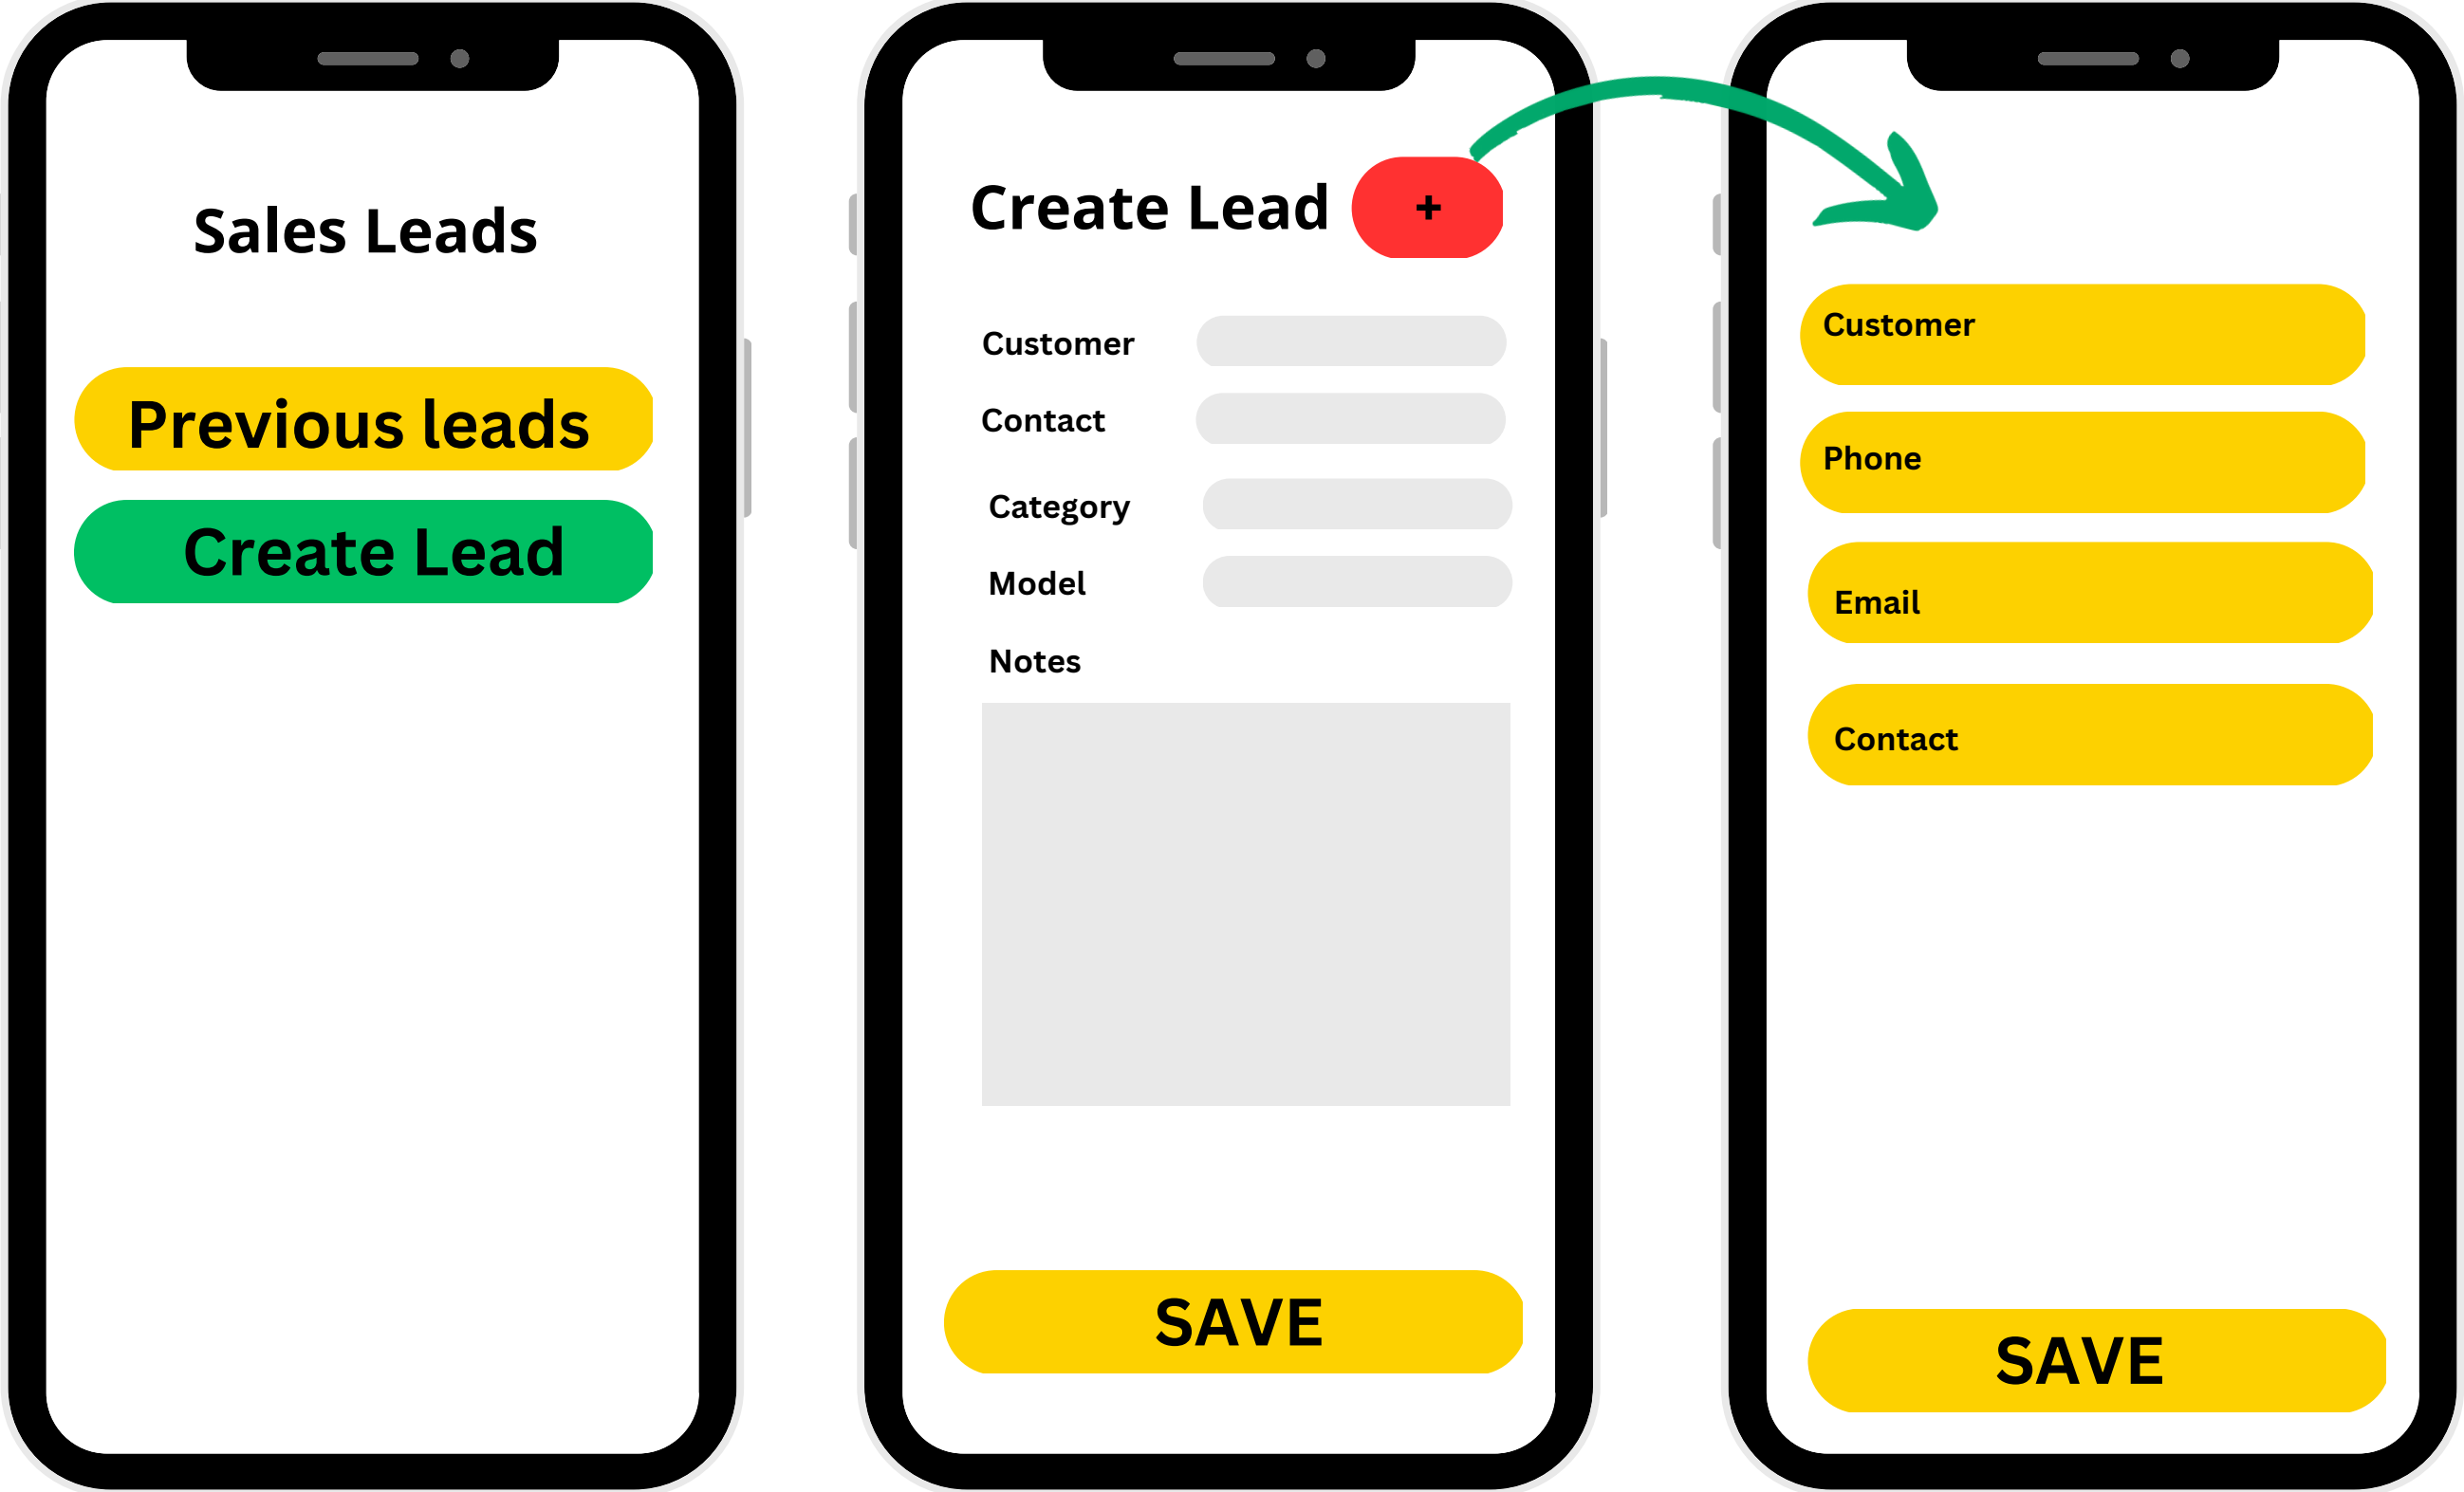 Sales Leads
Previous leads
Create Lead
Create Lead +
Customer
Contact
Category
Model
Notes
SAVE
Customer
Phone
Email
Contact
SAVE